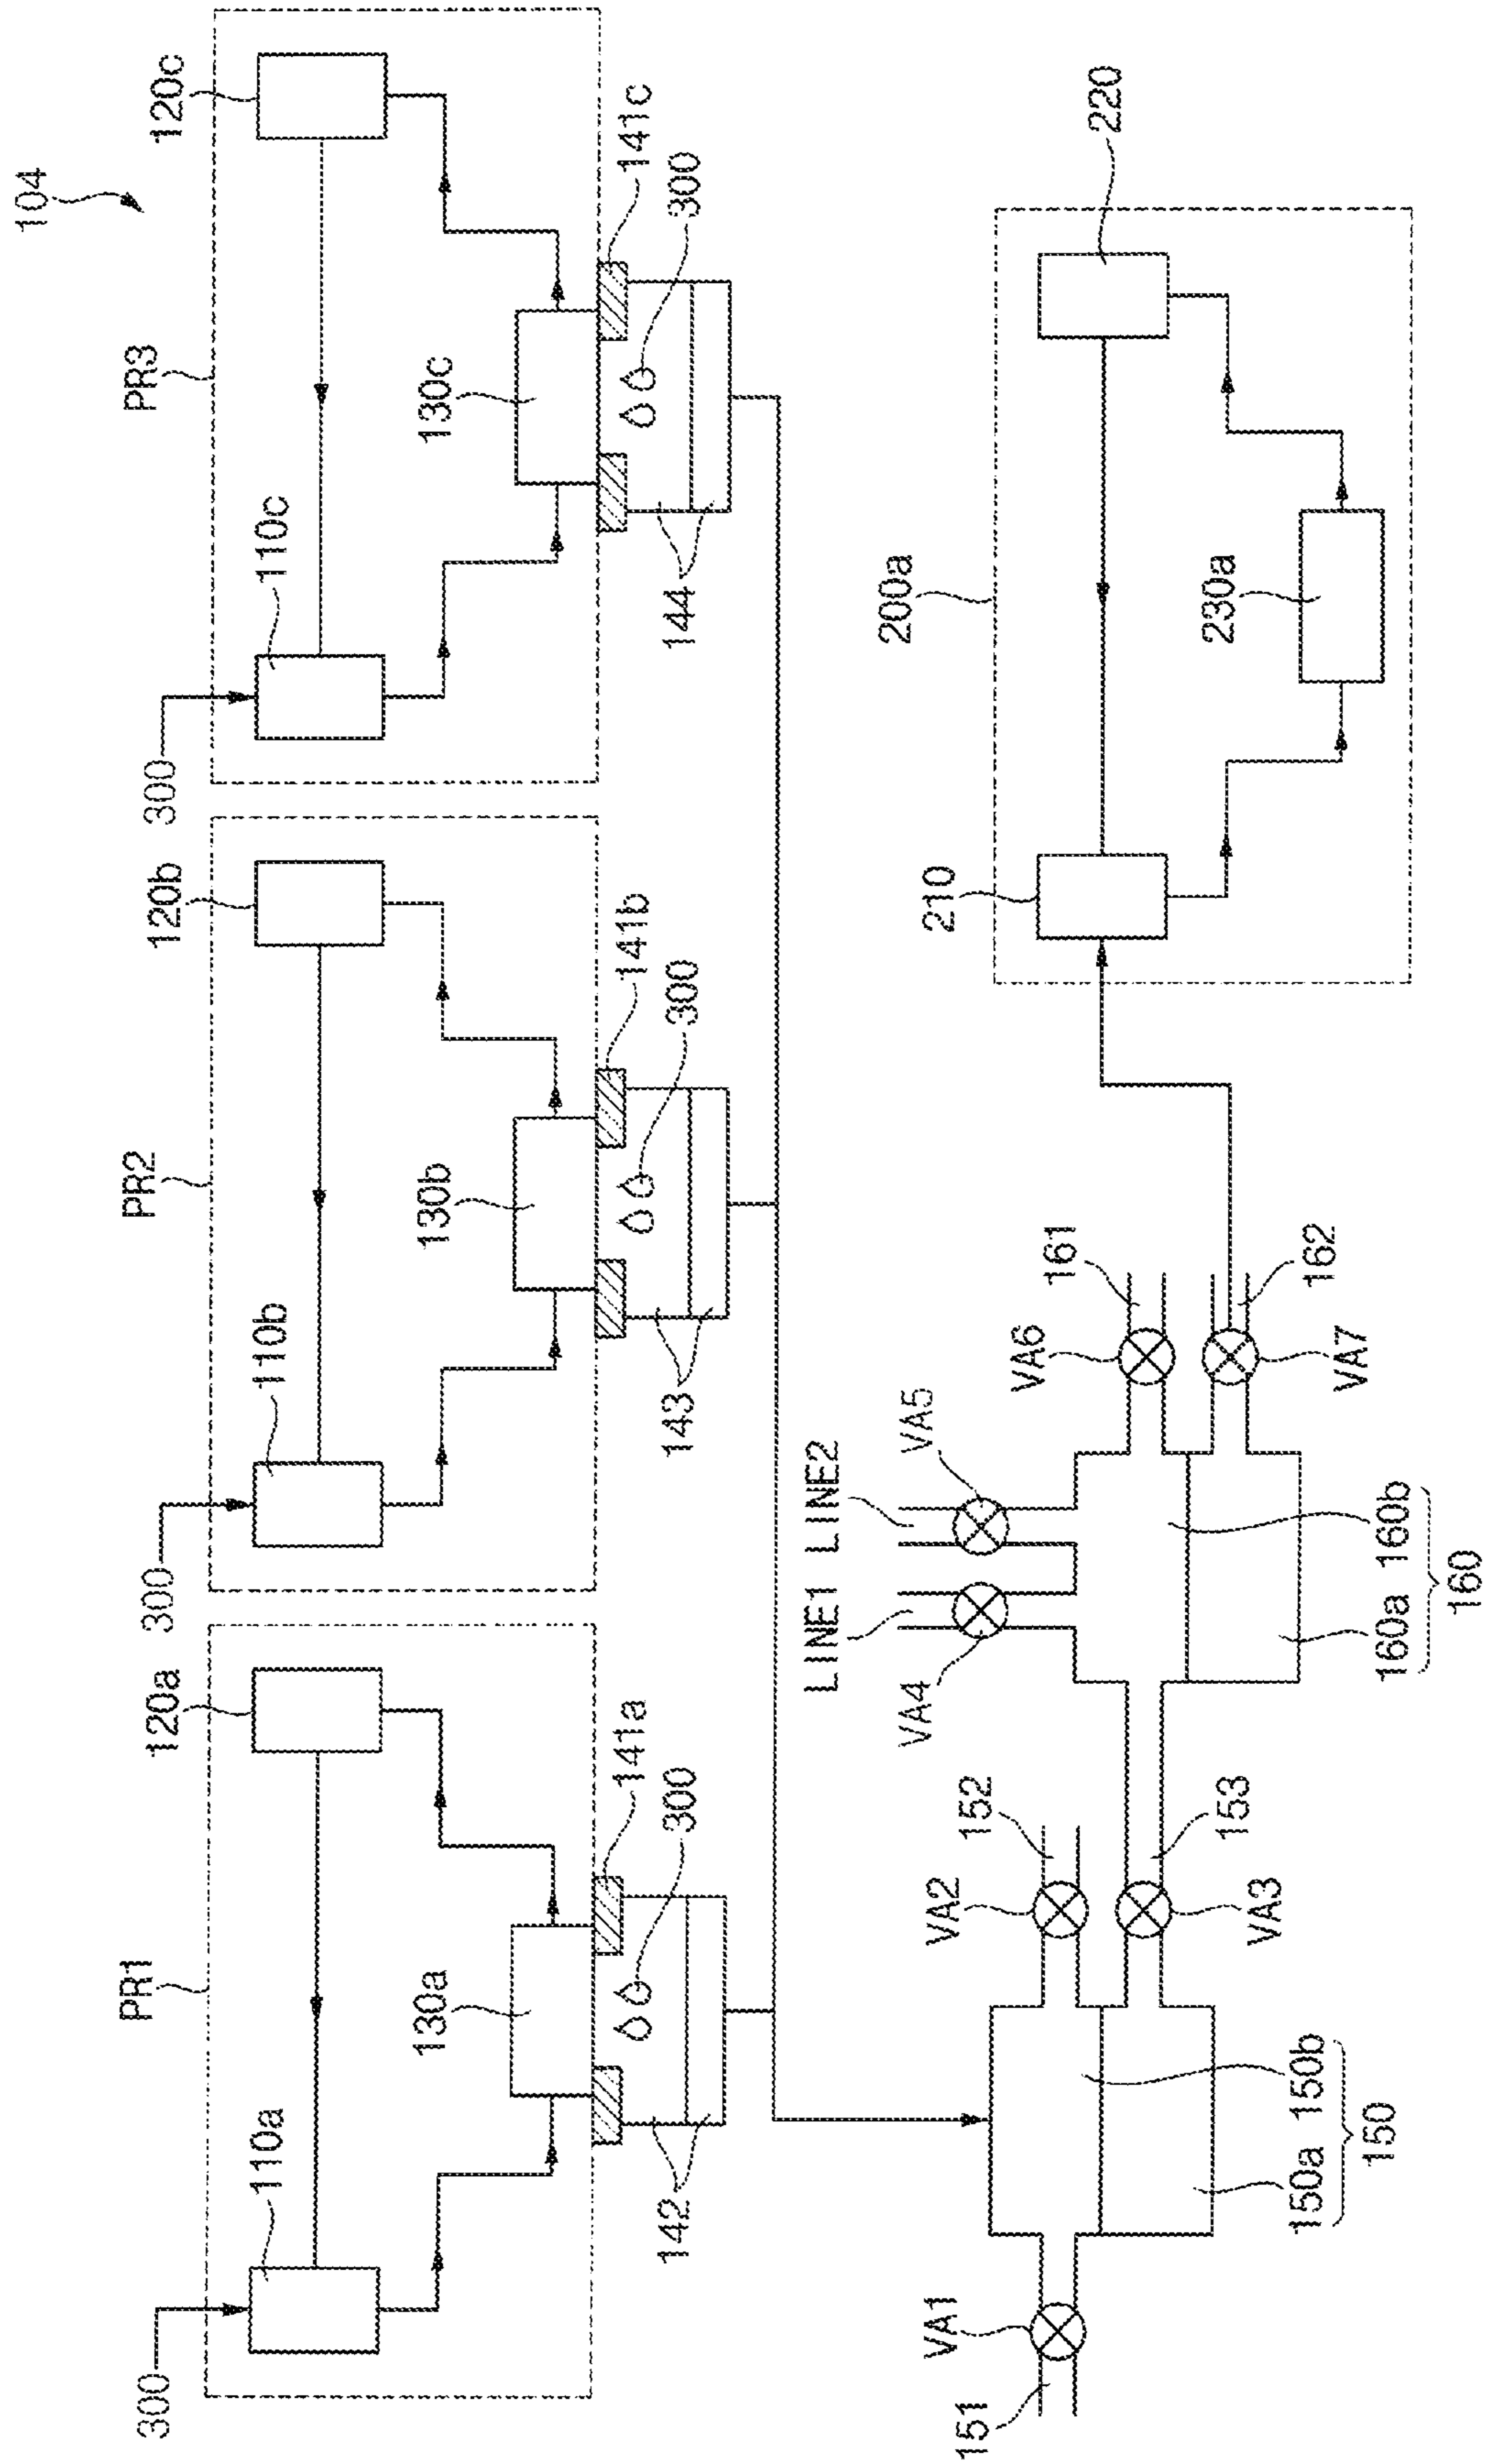 104
PR1
PR2
PR3
300
110a
120a
300
110b
120b
300
110c
120c
130a
130b
130c
141a
141b
141c
142
300
143
300
144
300
200a
210
220
230a
LINE1
LINE2
VA4
VA5
VA6
161
VA7
162
VA1
151
VA2
152
VA3
153
150a
150b
150
160a
160b
160